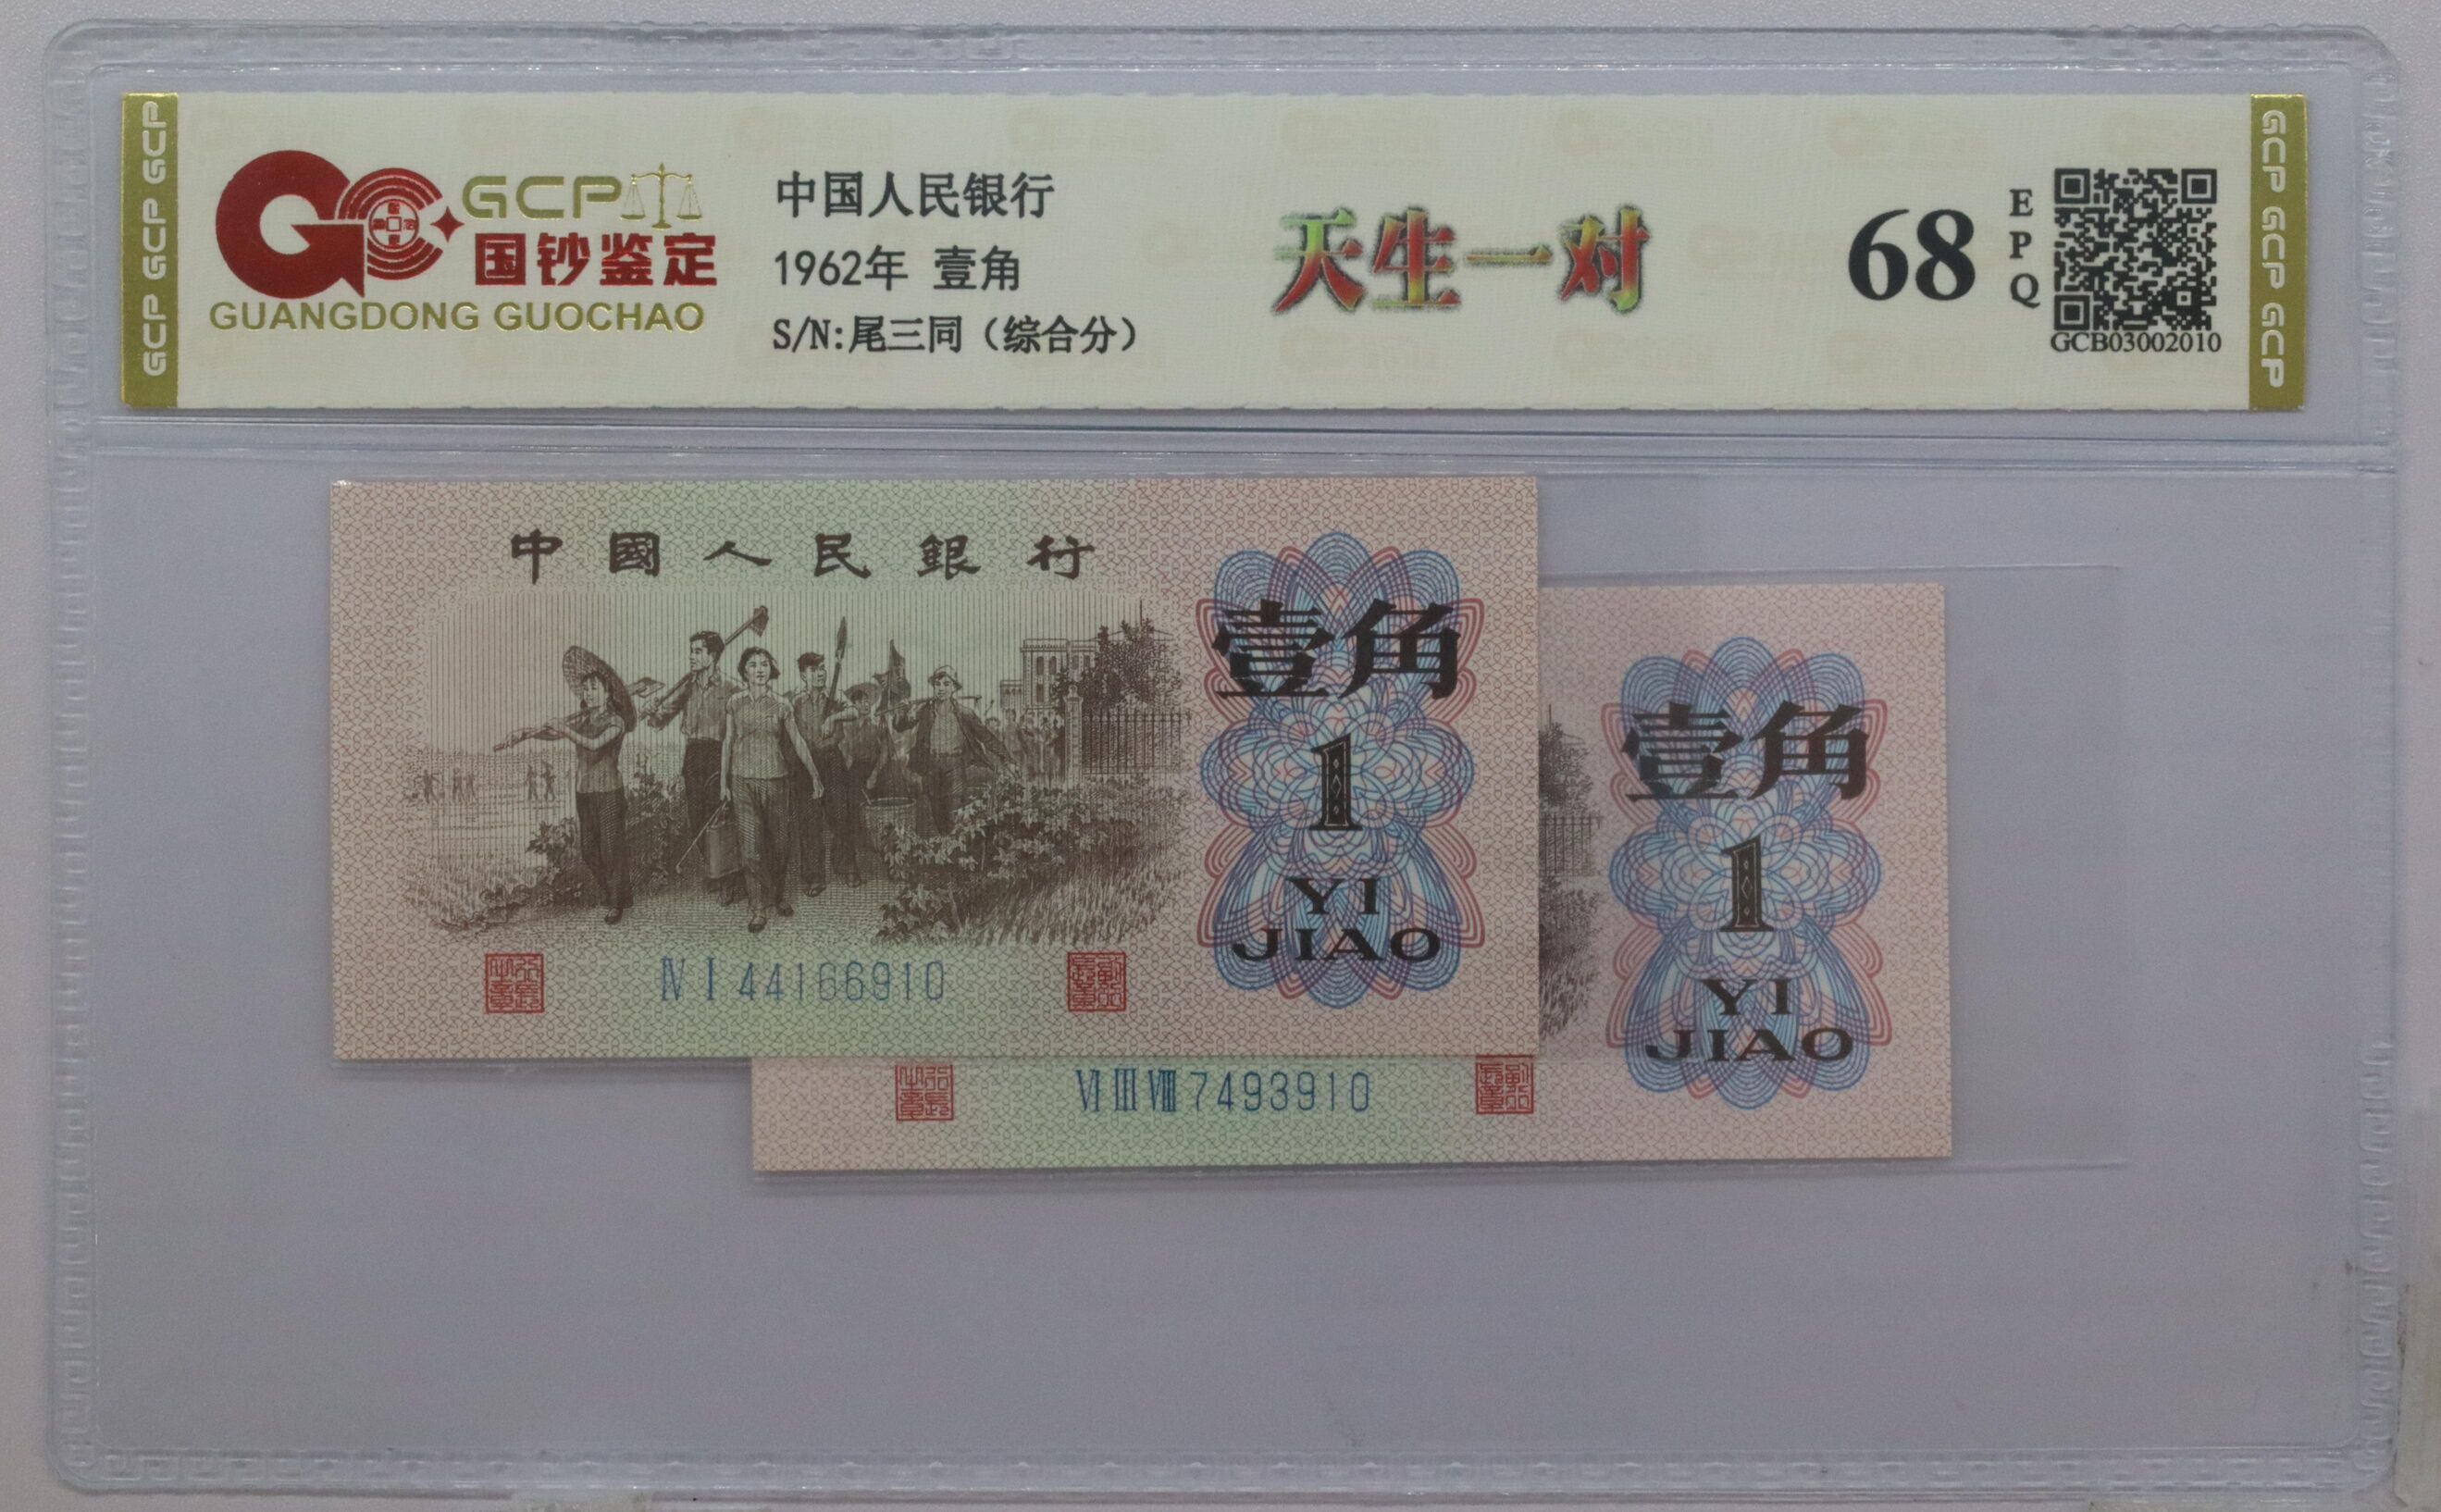 GCP GCP GCP
GCP
国钞鉴定
GUANGDONG GUOCHAO
中国人民银行
1962年 壹角
S/N:尾三同（综合分）
天生一对
68
EPQ
GCB03002010
GCP GCP GCP
中國人民銀行
壹角
1
YI
JIAO
Ⅳ Ⅰ 44166910
壹角
1
YI
JIAO
Ⅵ Ⅲ Ⅷ 7493910